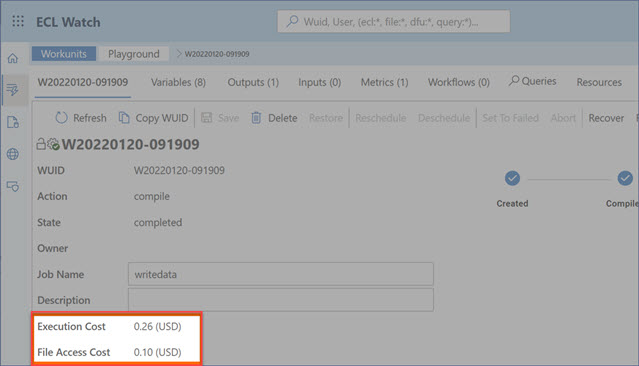 ECL Watch
Wuid, User, (ecl:*, file:*, dfu:*, query:*)...
Workunits Playground > W20220120-091909
W20220120-091909 Variables (8) Outputs (1) Inputs (0) Metrics (1) Workflows (0) Queries Resources
Refresh Copy WUID Save Delete Restore Reschedule Deschedule Set To Failed Abort Recover
W20220120-091909
WUID W20220120-091909
Action compile
Created Compile
State completed
Owner
Job Name writedata
Description
Execution Cost 0.26 (USD)
File Access Cost 0.10 (USD)